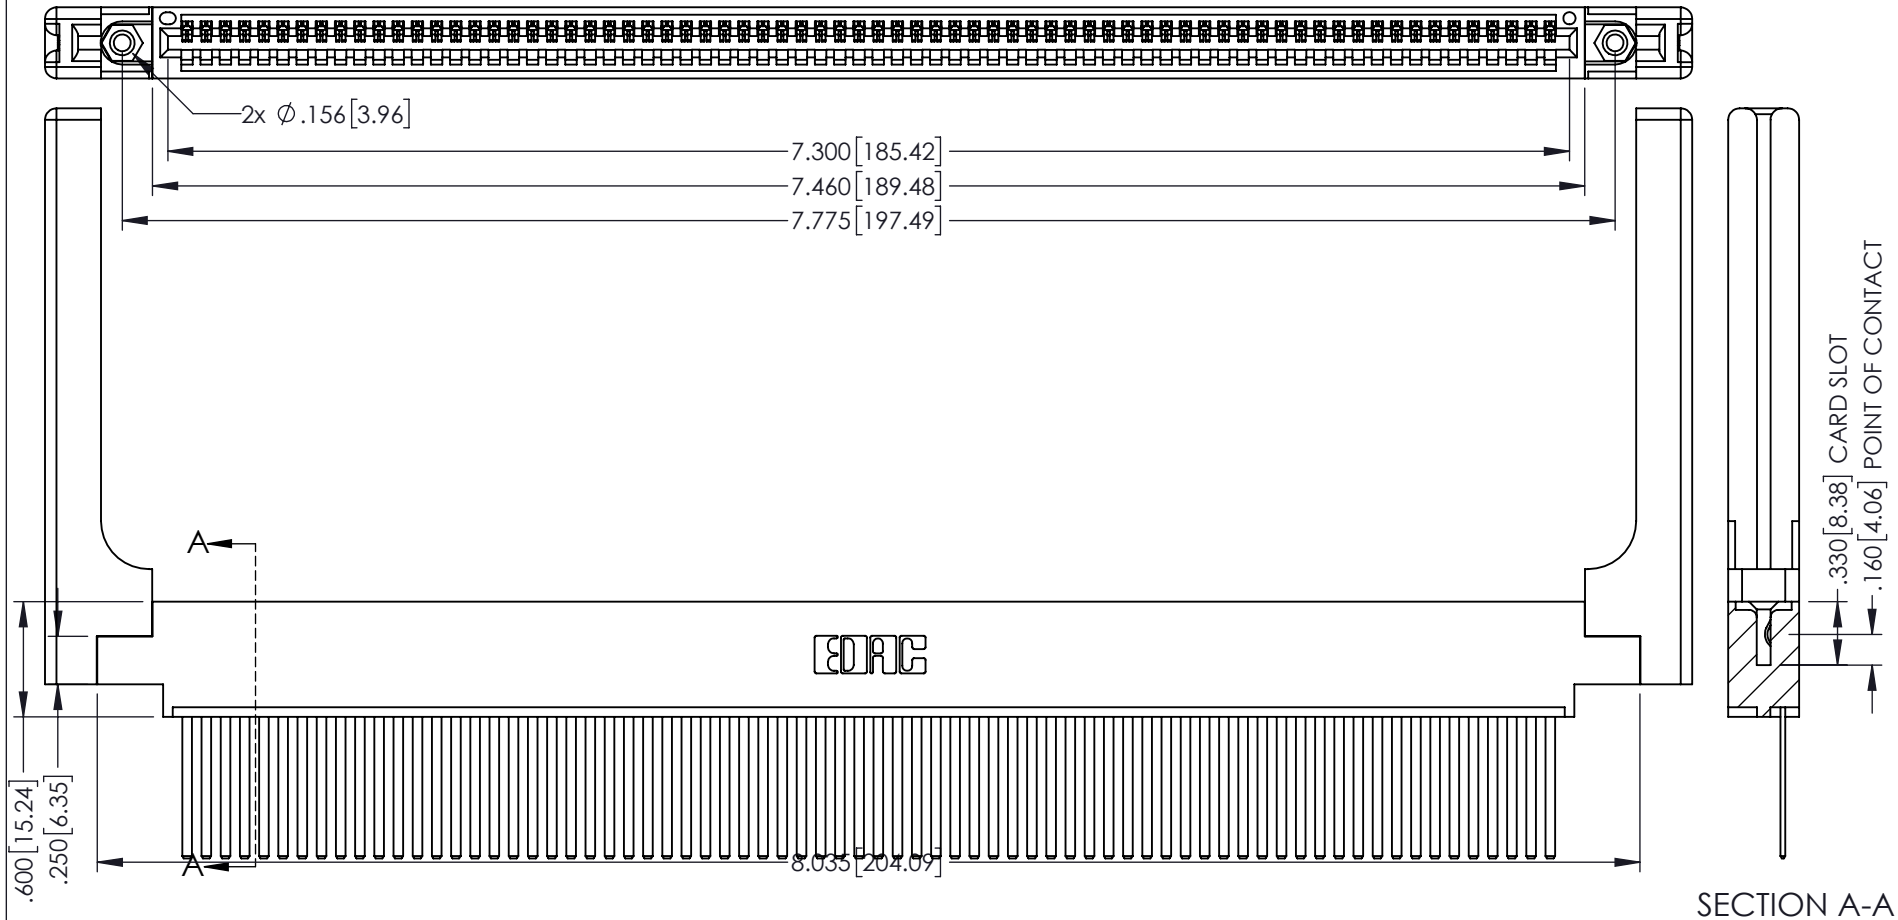 2x Ø.156[3.96]
7.300[185.42]
7.460[189.48]
7.775[197.49]
.330[8.38] CARD SLOT
.160[4.06] POINT OF CONTACT
A
EDAC
.600[15.24]
.250[6.35]
A
8.035[204.09]
SECTION A-A